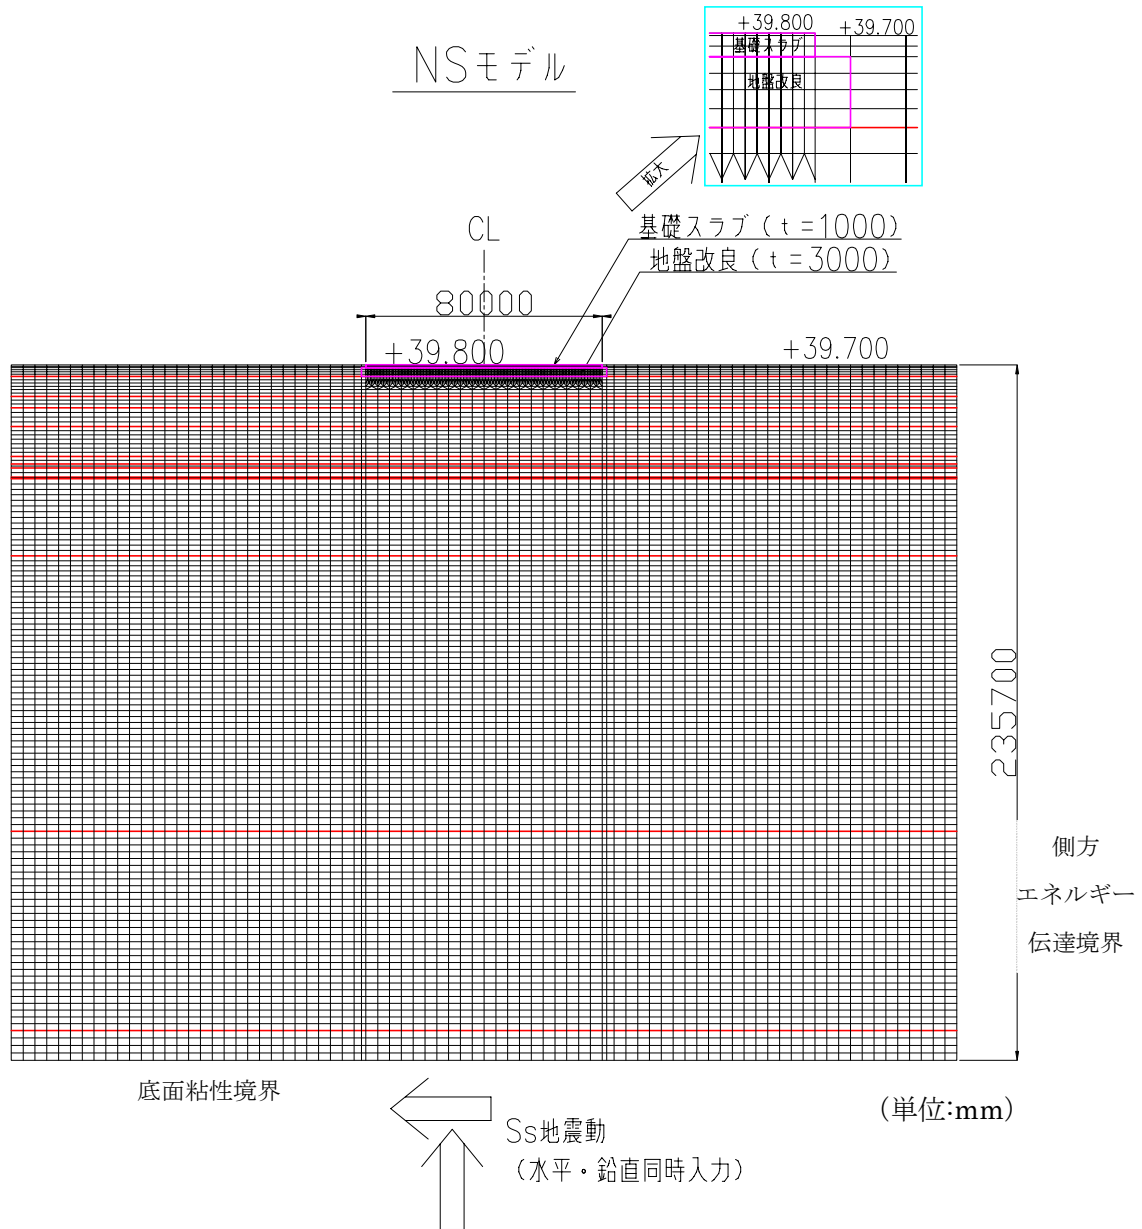 NSモデル
+39.800
+39.700
基礎スラブ
地盤改良
拡大
CL
基礎スラブ(t=1000)
地盤改良(t=3000)
80000
+39.800
+39.700
235700
側方
エネルギー
伝達境界
底面粘性境界
(単位:mm)
Ss地震動
(水平・鉛直同時入力)